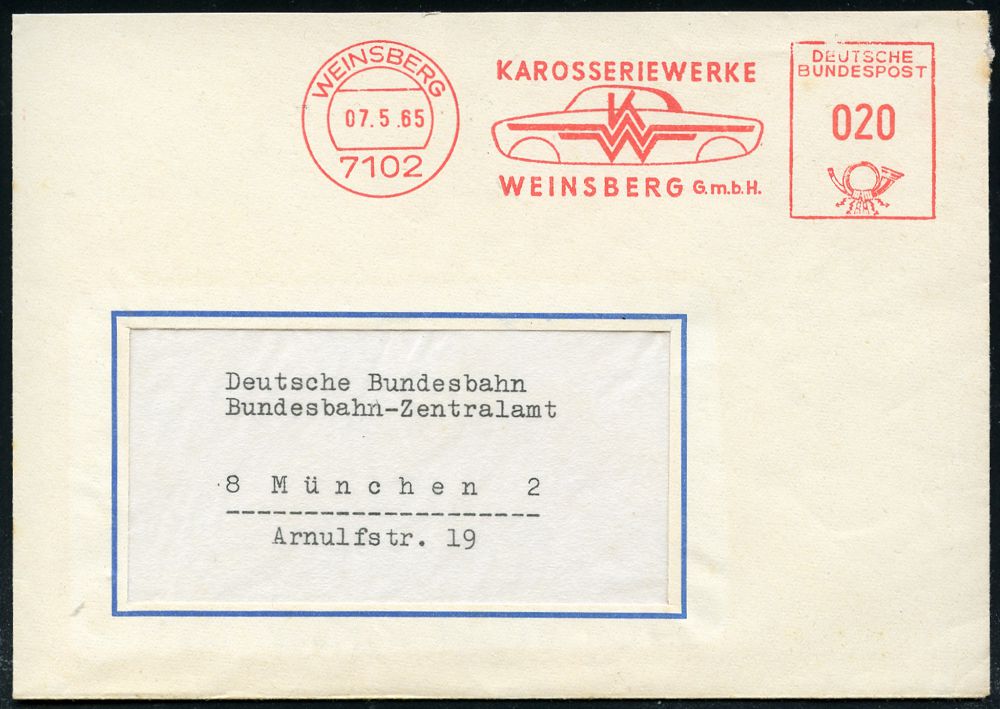 WEINSBERG
07.5.65
7102
KAROSSERIEWERKE
KWW
WEINSBERG G.m.b.H.
DEUTSCHE
BUNDESPOST
020
Deutsche Bundesbahn
Bundesbahn-Zentralamt
8 München 2
Arnulfstr. 19